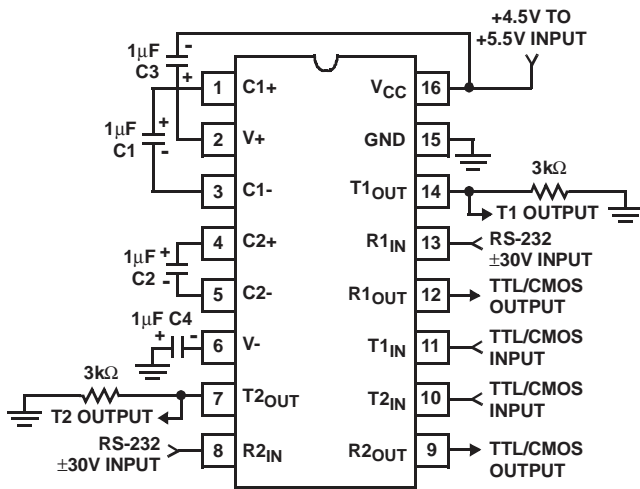 +4.5V TO
+5.5V INPUT
1µF
C3
-
+
1
C1+
VCC
16
1µF
C1
+
-
2
V+
GND
15
3
C1-
T1OUT
14
3kΩ
T1 OUTPUT
4
C2+
R1IN
13
RS-232
±30V INPUT
1µF
C2
+
-
5
C2-
R1OUT
12
TTL/CMOS
OUTPUT
1µF C4
+
-
6
V-
T1IN
11
TTL/CMOS
INPUT
3kΩ
T2 OUTPUT
7
T2OUT
T2IN
10
TTL/CMOS
INPUT
RS-232
±30V INPUT
8
R2IN
R2OUT
9
TTL/CMOS
OUTPUT